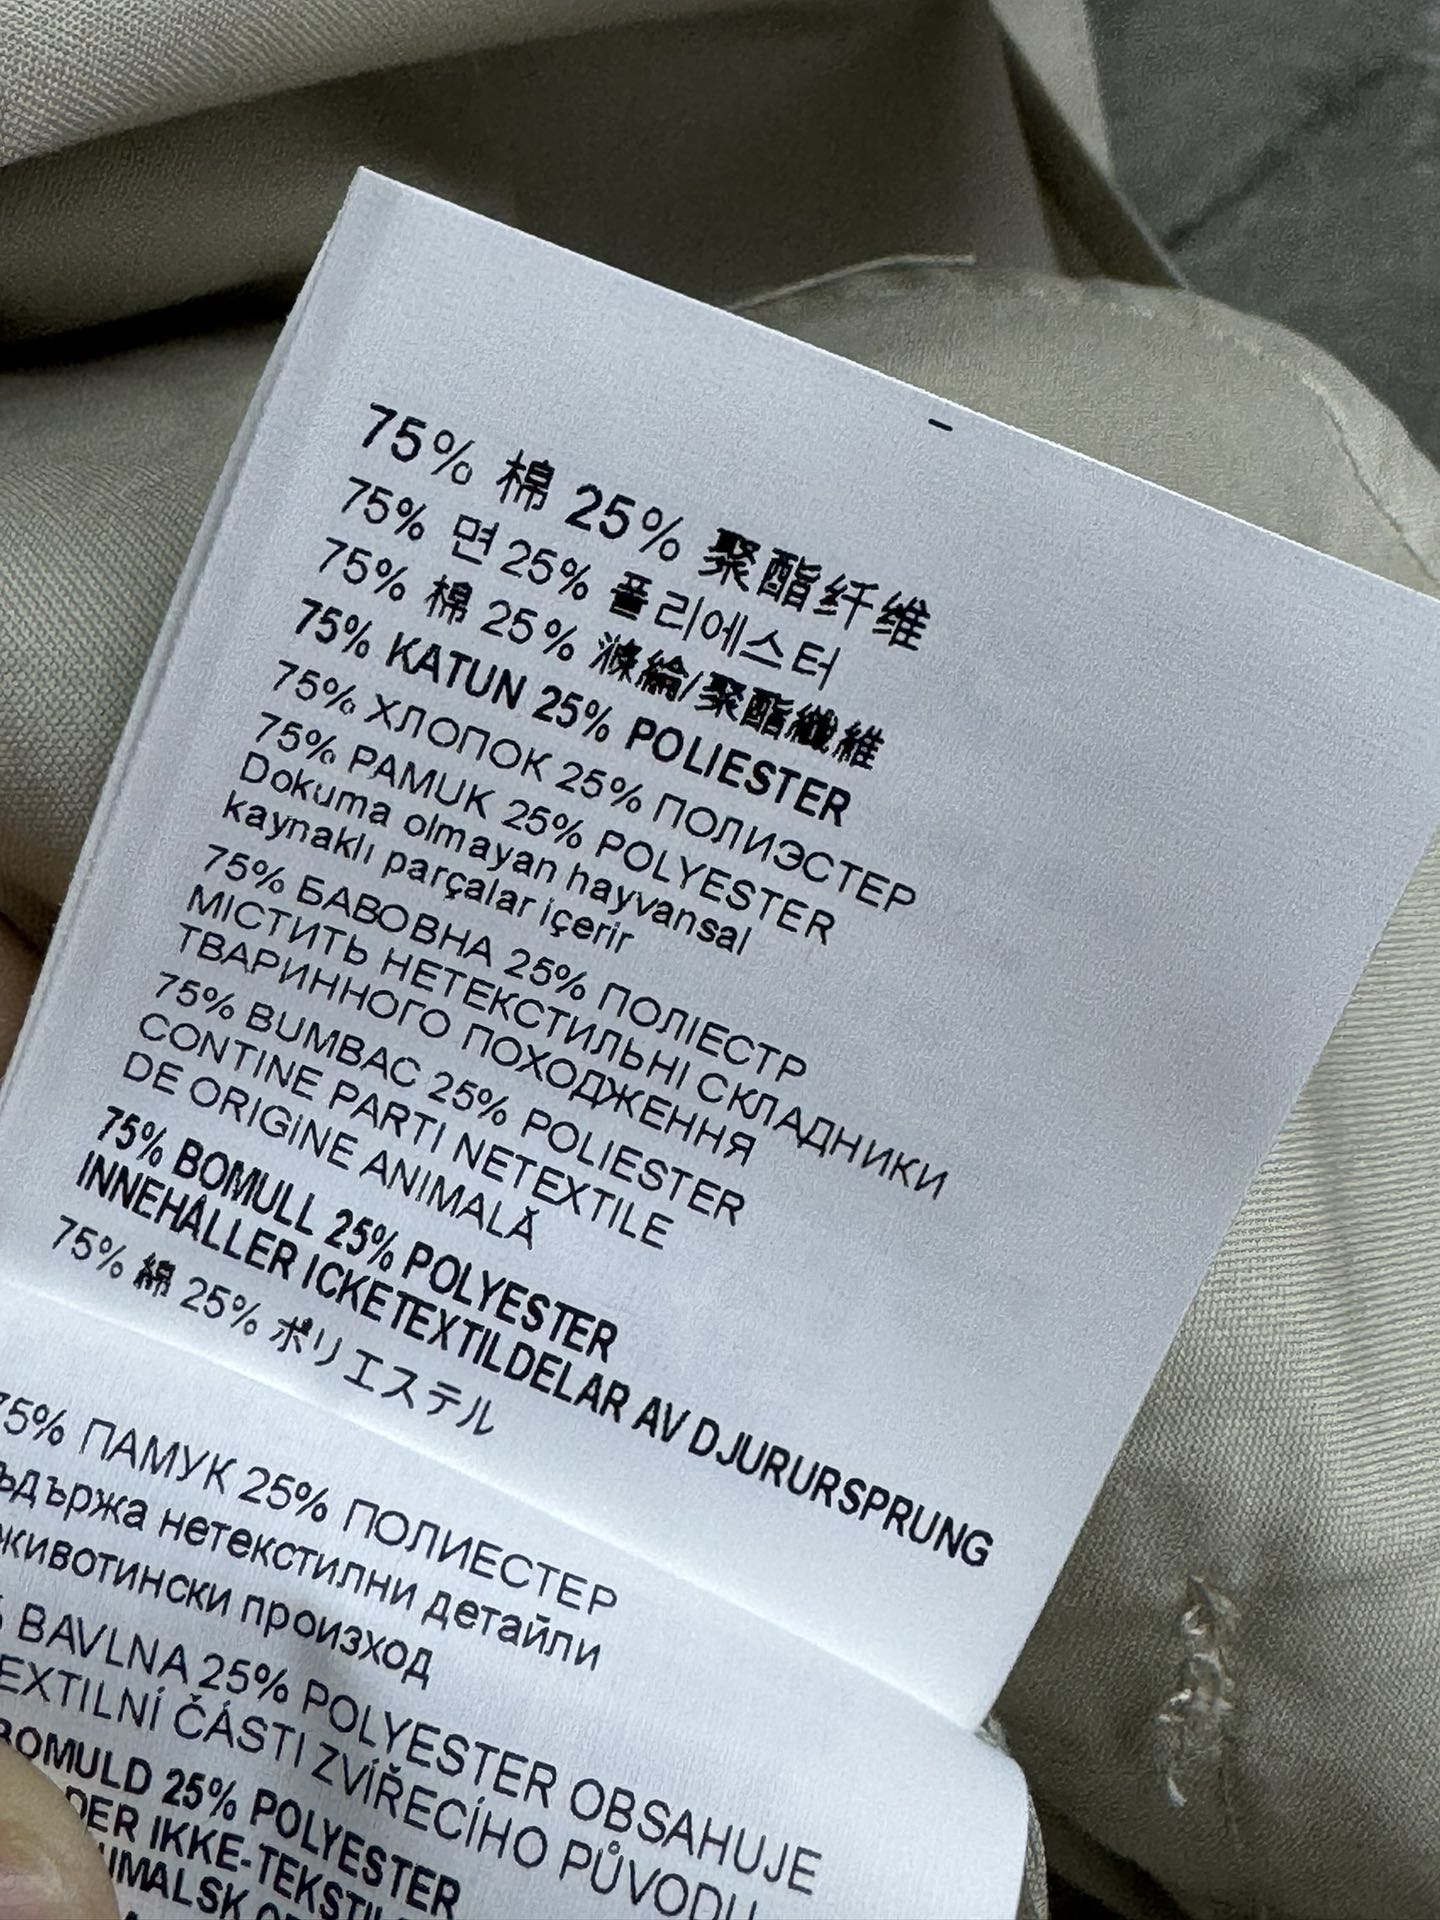 75% 棉 25% 聚酯纤维
75% 면 25% 폴리에스터
75% 棉 25% 滌綸/聚酯纖維
75% KATUN 25% POLIESTER
75% ХЛОПОК 25% ПОЛИЭСТЕР
75% PAMUK 25% POLYESTER
Dokuma olmayan hayvansal
kaynaklı parçalar içerir
75% БАВОВНА 25% ПОЛІЕСТР
МІСТИТЬ НЕТЕКСТИЛЬНІ СКЛАДНИКИ
ТВАРИННОГО ПОХОДЖЕННЯ
75% BUMBAC 25% POLIESTER
CONTINE PARTI NETEXTILE
DE ORIGINE ANIMALĂ
75% BOMULL 25% POLYESTER
INNEHÅLLER ICKETEXTILDELAR AV DJURURSPRUNG
75% 綿 25% ポリエステル
75% ПАМУК 25% ПОЛИЕСТЕР
ъдържа нетекстилни детайли
животински произход
% BAVLNA 25% POLYESTER OBSAHUJE
EXTILNÍ ČÁSTI ZVÍŘECÍHO PŮVODU
BOMULD 25% POLYESTER
DER IKKE-TEKSTIL